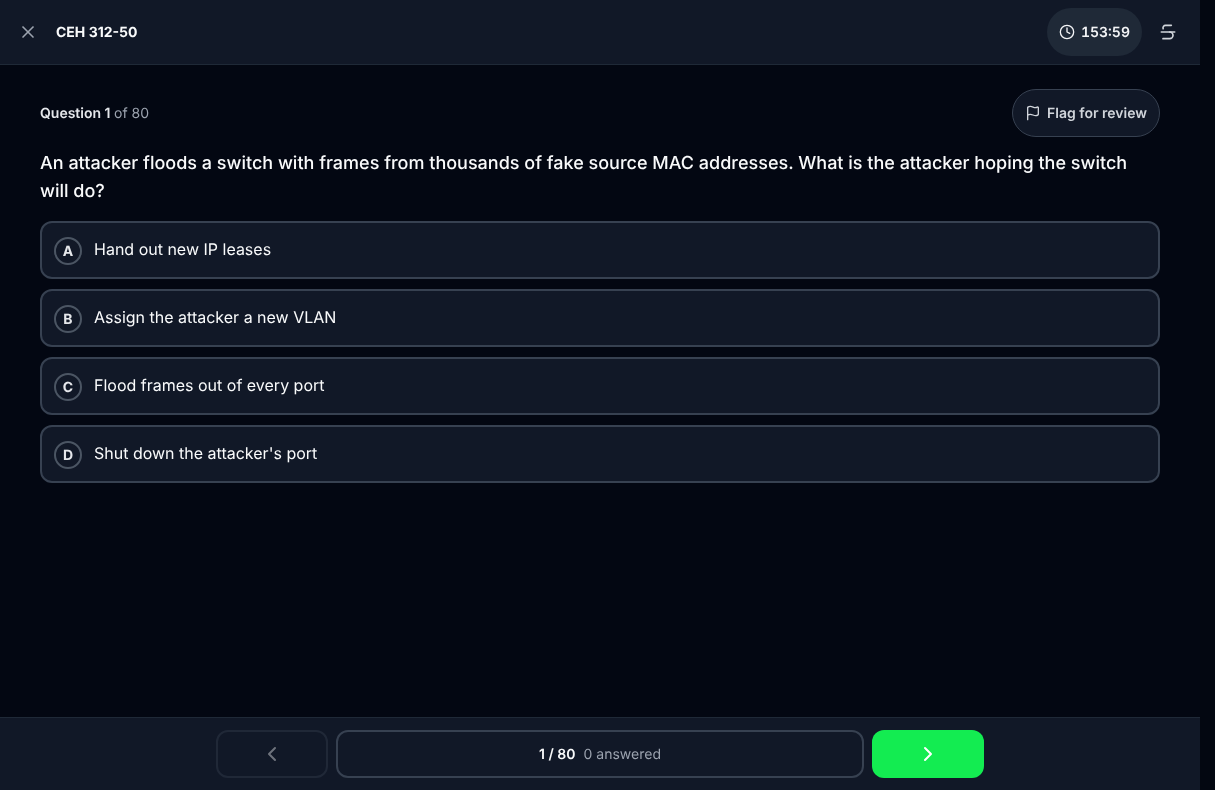 CEH 312-50
153:59
Question 1 of 80
Flag for review
An attacker floods a switch with frames from thousands of fake source MAC addresses. What is the attacker hoping the switch
will do?
A Hand out new IP leases
B Assign the attacker a new VLAN
C Flood frames out of every port
D Shut down the attacker's port
1 / 80 0 answered